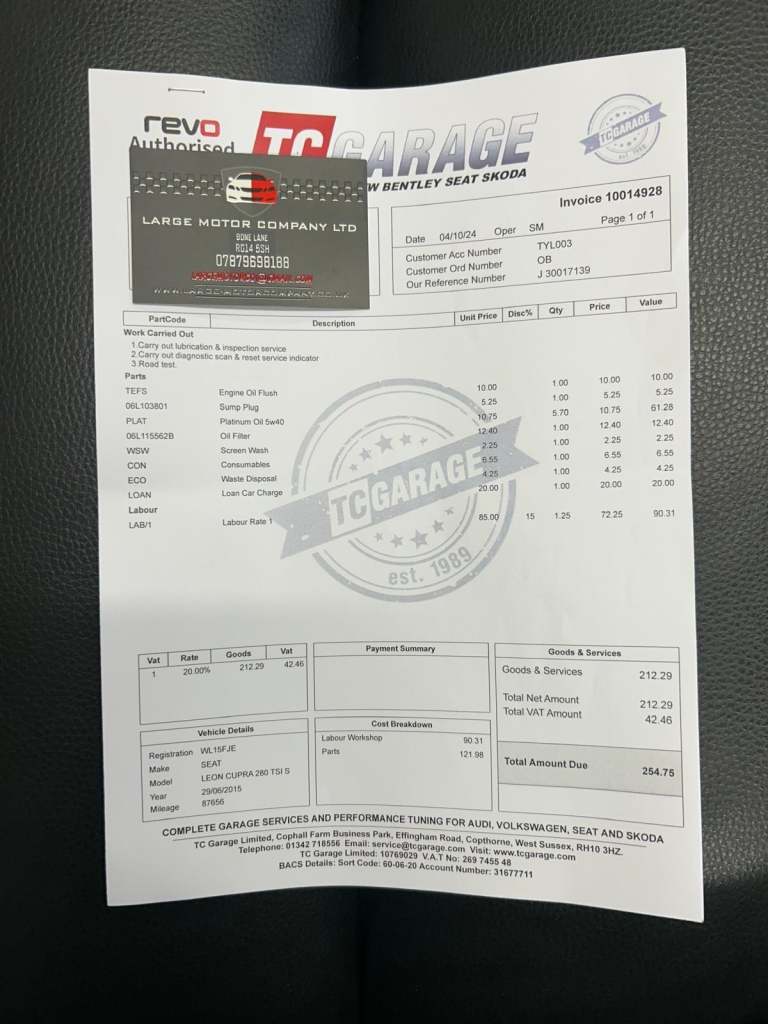 revo
Authorised
TCGARAGE
W BENTLEY SEAT SKODA
TCGARAGE
est. 1989
LARGE MOTOR COMPANY LTD
BONE LANE
RG14 5SH
07879698188
Invoice 10014928
Date 04/10/24 Oper SM Page 1 of 1
Customer Acc Number TYL003
Customer Ord Number OB
Our Reference Number J 30017139
PartCode Description Unit Price Disc% Qty Price Value
Work Carried Out
1.Carry out lubrication & inspection service
2.Carry out diagnostic scan & reset service indicator
3.Road test.
Parts
TEFS Engine Oil Flush 10.00 1.00 10.00 10.00
06L103801 Sump Plug 5.25 1.00 5.25 5.25
PLAT Platinum Oil 5w40 10.75 5.70 10.75 61.28
06L115562B Oil Filter 12.40 1.00 12.40 12.40
WSW Screen Wash 2.25 1.00 2.25 2.25
CON Consumables 6.55 1.00 6.55 6.55
ECO Waste Disposal 4.25 1.00 4.25 4.25
LOAN Loan Car Charge 20.00 1.00 20.00 20.00
Labour
LAB/1 Labour Rate 1 85.00 15 1.25 72.25 90.31
TCGARAGE
est. 1989
Vat Rate Goods Vat
1 20.00% 212.29 42.46
Payment Summary
Goods & Services
Goods & Services 212.29
Total Net Amount 212.29
Total VAT Amount 42.46
Total Amount Due 254.75
Vehicle Details
Registration WL15FJE
Make SEAT
Model LEON CUPRA 280 TSI S
Year 29/06/2015
Mileage 87656
Cost Breakdown
Labour Workshop 90.31
Parts 121.98
COMPLETE GARAGE SERVICES AND PERFORMANCE TUNING FOR AUDI, VOLKSWAGEN, SEAT AND SKODA
TC Garage Limited, Cophall Farm Business Park, Effingham Road, Copthorne, West Sussex, RH10 3HZ.
Telephone: 01342 718556 Email: service@tcgarage.com Visit: www.tcgarage.com
TC Garage Limited: 10769029 V.A.T No: 269 7455 48
BACS Details: Sort Code: 60-06-20 Account Number: 31677711